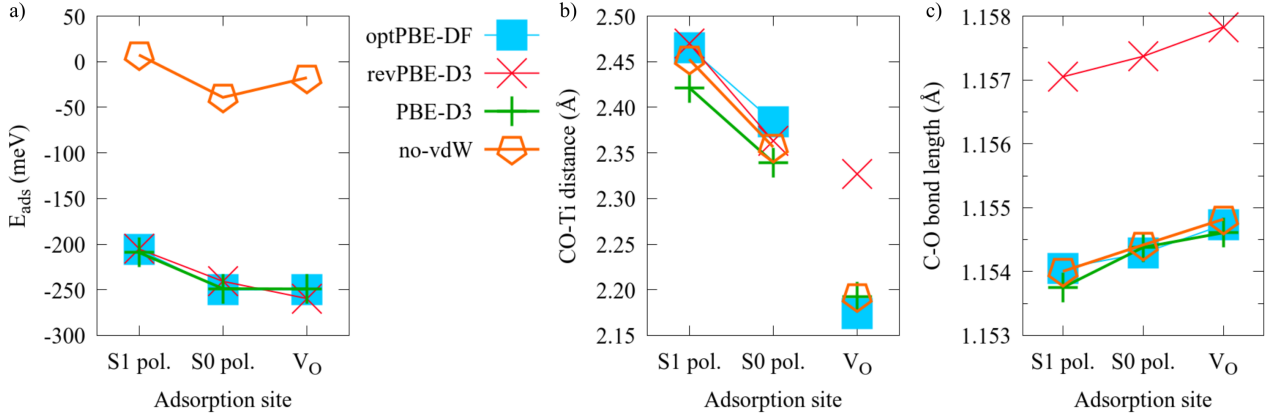 a)
50
0
-50
-100
-150
-200
-250
-300
E_ads (meV)
S1 pol.
S0 pol.
V_O
Adsorption site
optPBE-DF
revPBE-D3
PBE-D3
no-vdW
b)
2.50
2.45
2.40
2.35
2.30
2.25
2.20
2.15
CO-Ti distance (Å)
S1 pol.
S0 pol.
V_O
Adsorption site
c)
1.158
1.157
1.156
1.155
1.154
1.153
C-O bond length (Å)
S1 pol.
S0 pol.
V_O
Adsorption site